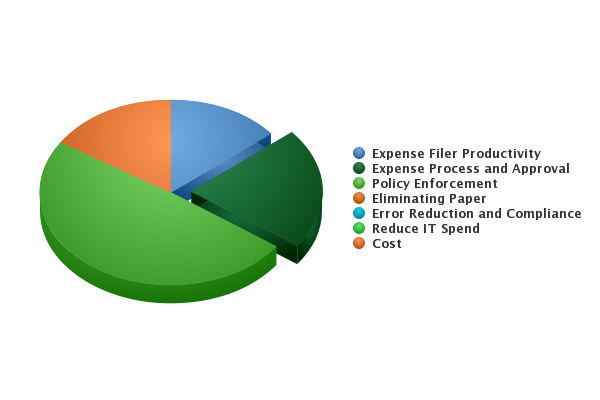 Expense Filer Productivity
Expense Process and Approval
Policy Enforcement
Eliminating Paper
Error Reduction and Compliance
Reduce IT Spend
Cost